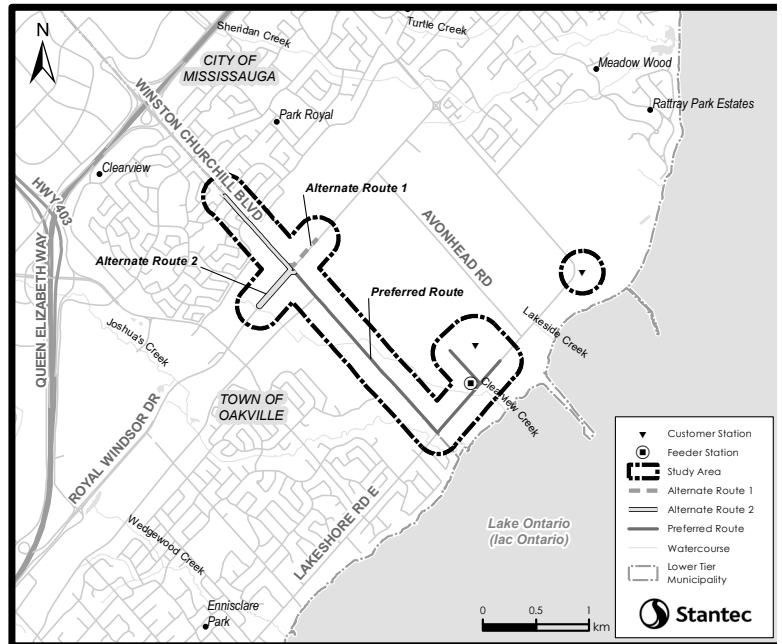 N
Sheridan Creek
Turtle Creek
CITY OF
MISSISSAUGA
Meadow Wood
Rattray Park Estates
Park Royal
WINSTON CHURCHILL BLVD
Clearview
HWY 403
Alternate Route 1
AVONHEAD RD
Alternate Route 2
Preferred Route
QUEEN ELIZABETH WAY
Joshua's Creek
Lakeside Creek
Clearview Creek
TOWN OF
OAKVILLE
ROYAL WINDSOR DR
LAKESHORE RD E
Wedgewood Creek
Lake Ontario
(lac Ontario)
Ennisclare
Park
0 0.5 1
km
Customer Station
Feeder Station
Study Area
Alternate Route 1
Alternate Route 2
Preferred Route
Watercourse
Lower Tier
Municipality
Stantec